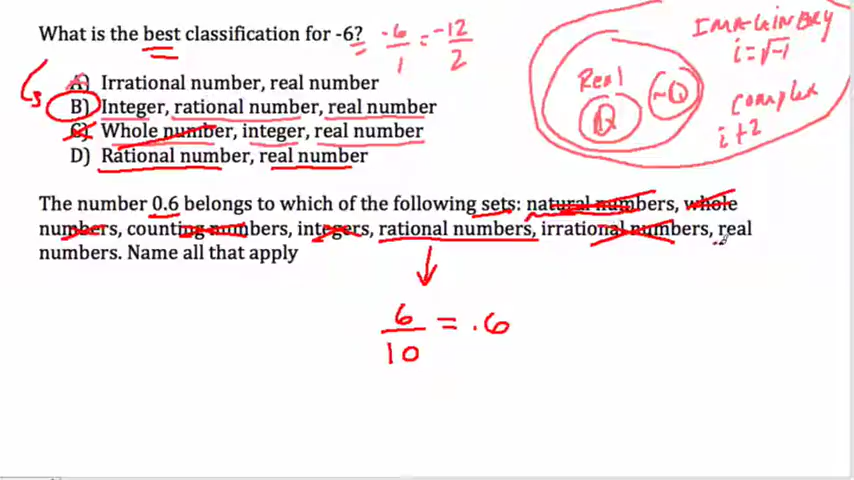 What is the best classification for -6?
-6/1 = -12/2
A) Irrational number, real number
B) Integer, rational number, real number
C) Whole number, integer, real number
D) Rational number, real number
IMAGINARY
i=√-1
Real
Q
~Q
complex
i+2
The number 0.6 belongs to which of the following sets: natural numbers, whole
numbers, counting numbers, integers, rational numbers, irrational numbers, real
numbers. Name all that apply
6/10 = .6